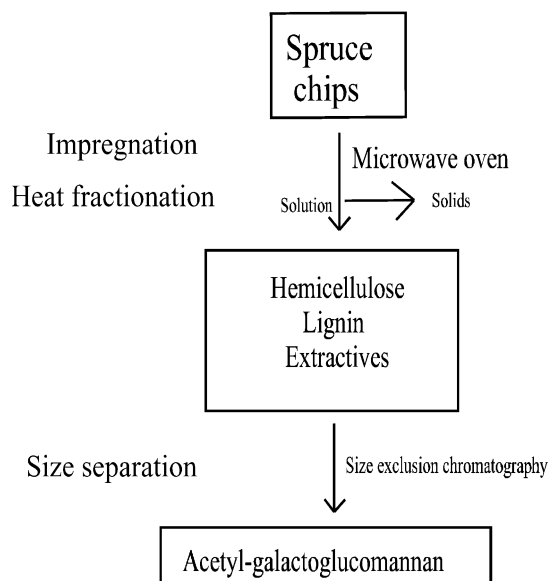 Spruce
chips
Impregnation
Microwave oven
Heat fractionation
Solution
Solids
Hemicellulose
Lignin
Extractives
Size separation
Size exclusion chromatography
Acetyl-galactoglucomannan